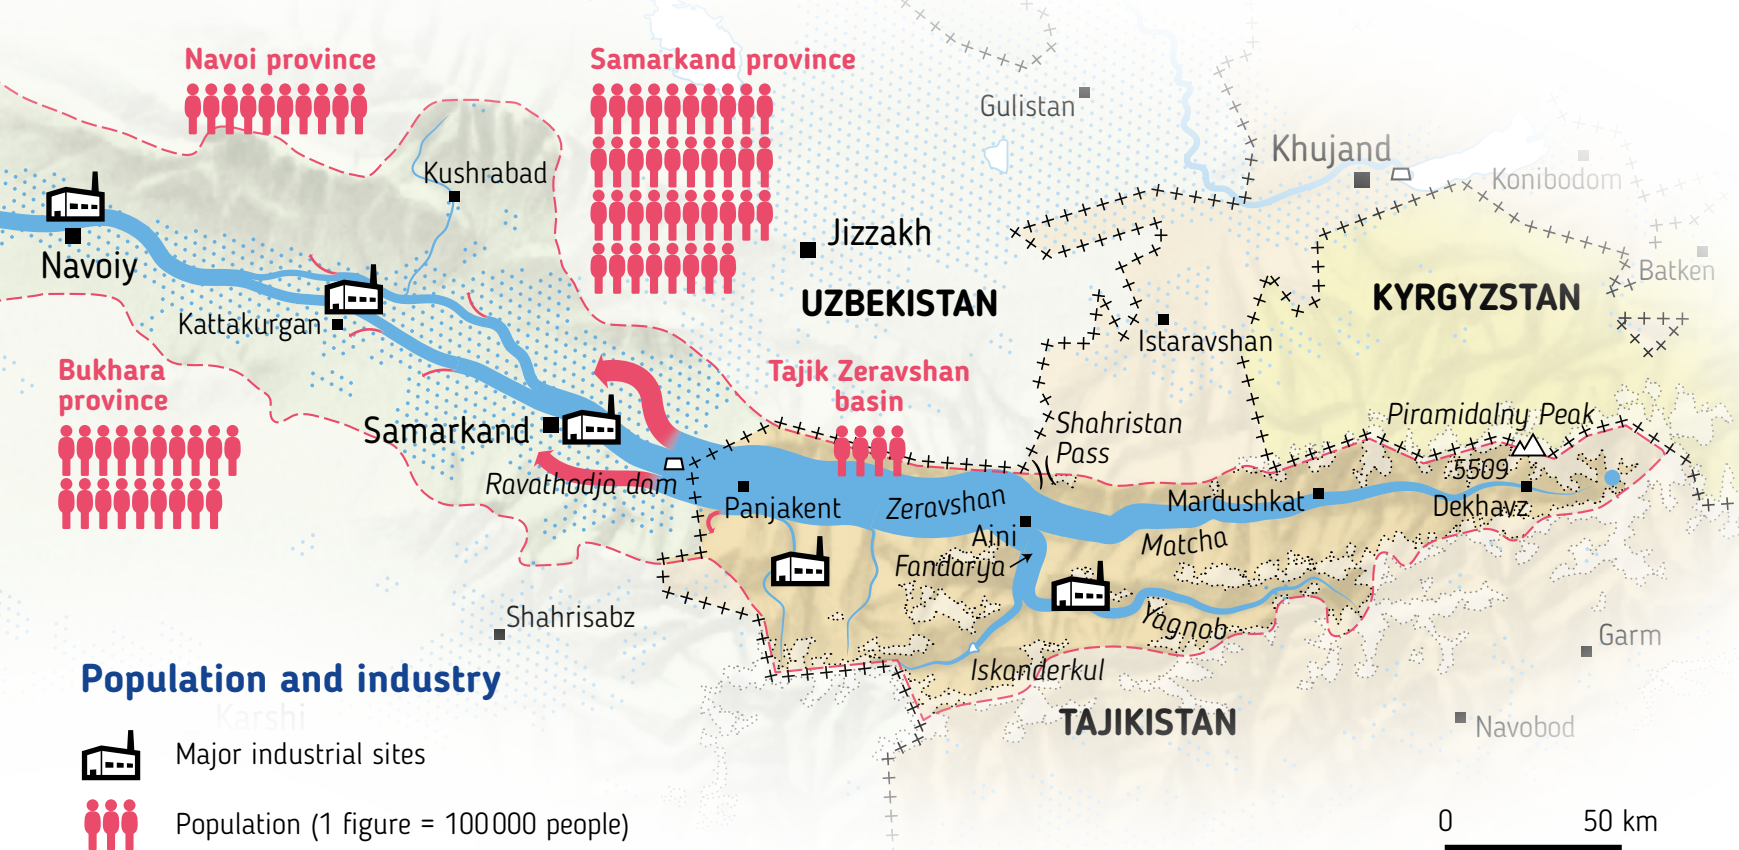 Navoi province
Samarkand province
Gulistan
Khujand
Konibodom
Kushrabad
Jizzakh
Navoiy
Batken
UZBEKISTAN
KYRGYZSTAN
Kattakurgan
Istaravshan
Bukhara
province
Tajik Zeravshan
basin
Samarkand
Shahristan
Pass
Piramidalny Peak
5509
Ravathodja dam
Panjakent
Zeravshan
Mardushkat
Dekhavz
Aini
Matcha
Fandarya
Yagnob
Shahrisabz
Garm
Iskanderkul
Population and industry
TAJIKISTAN
Karshi
Navobod
Major industrial sites
Population (1 figure = 100 000 people)
0 50 km